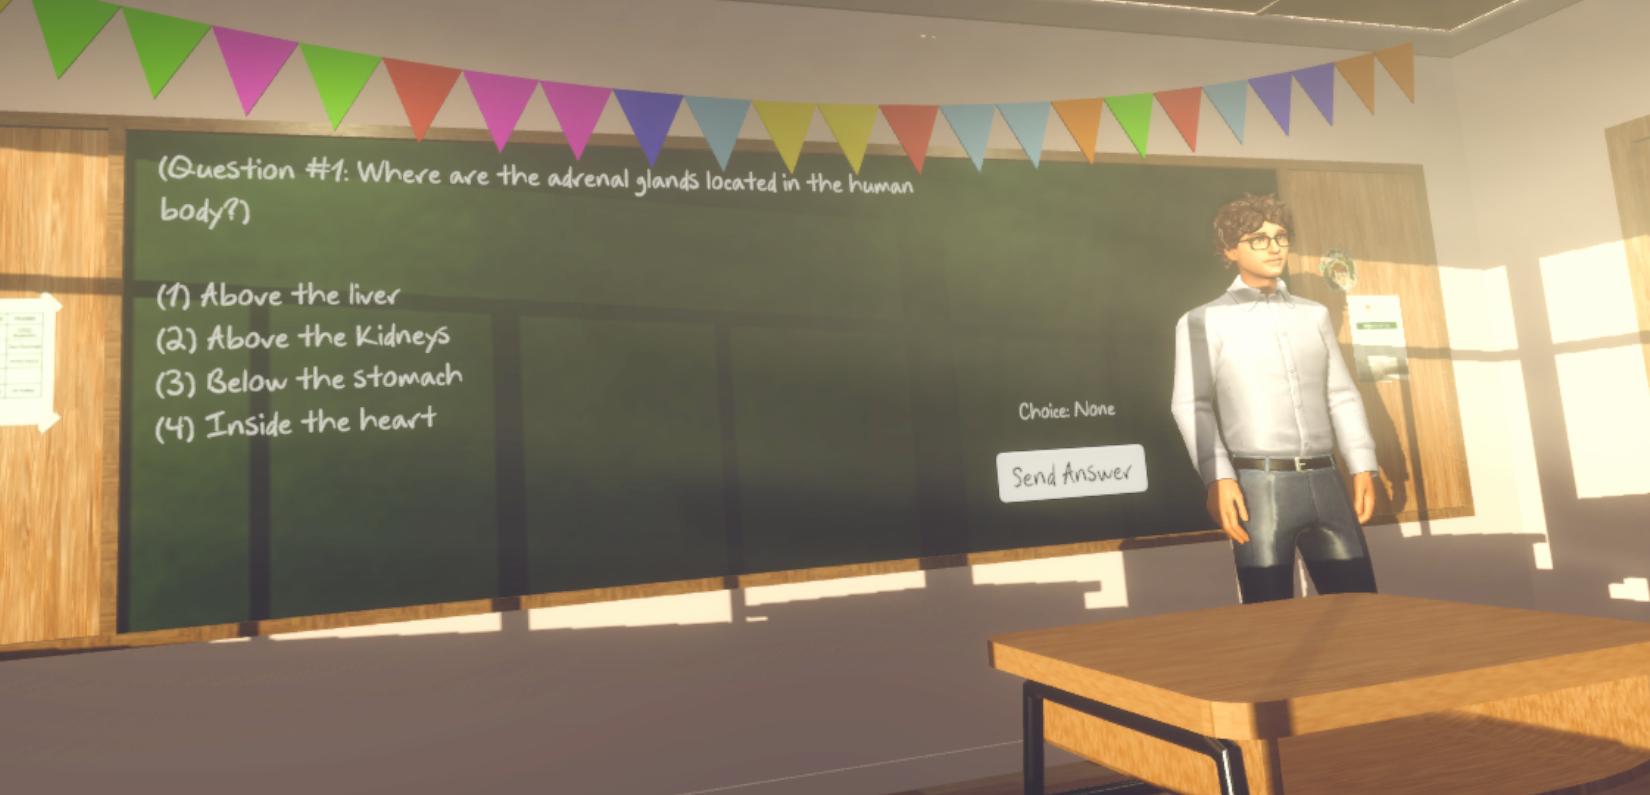 (Question #1: Where are the adrenal glands located in the human
body?)
(1) Above the liver
(2) Above the Kidneys
(3) Below the stomach
(4) Inside the heart
Choice: None
Send Answer